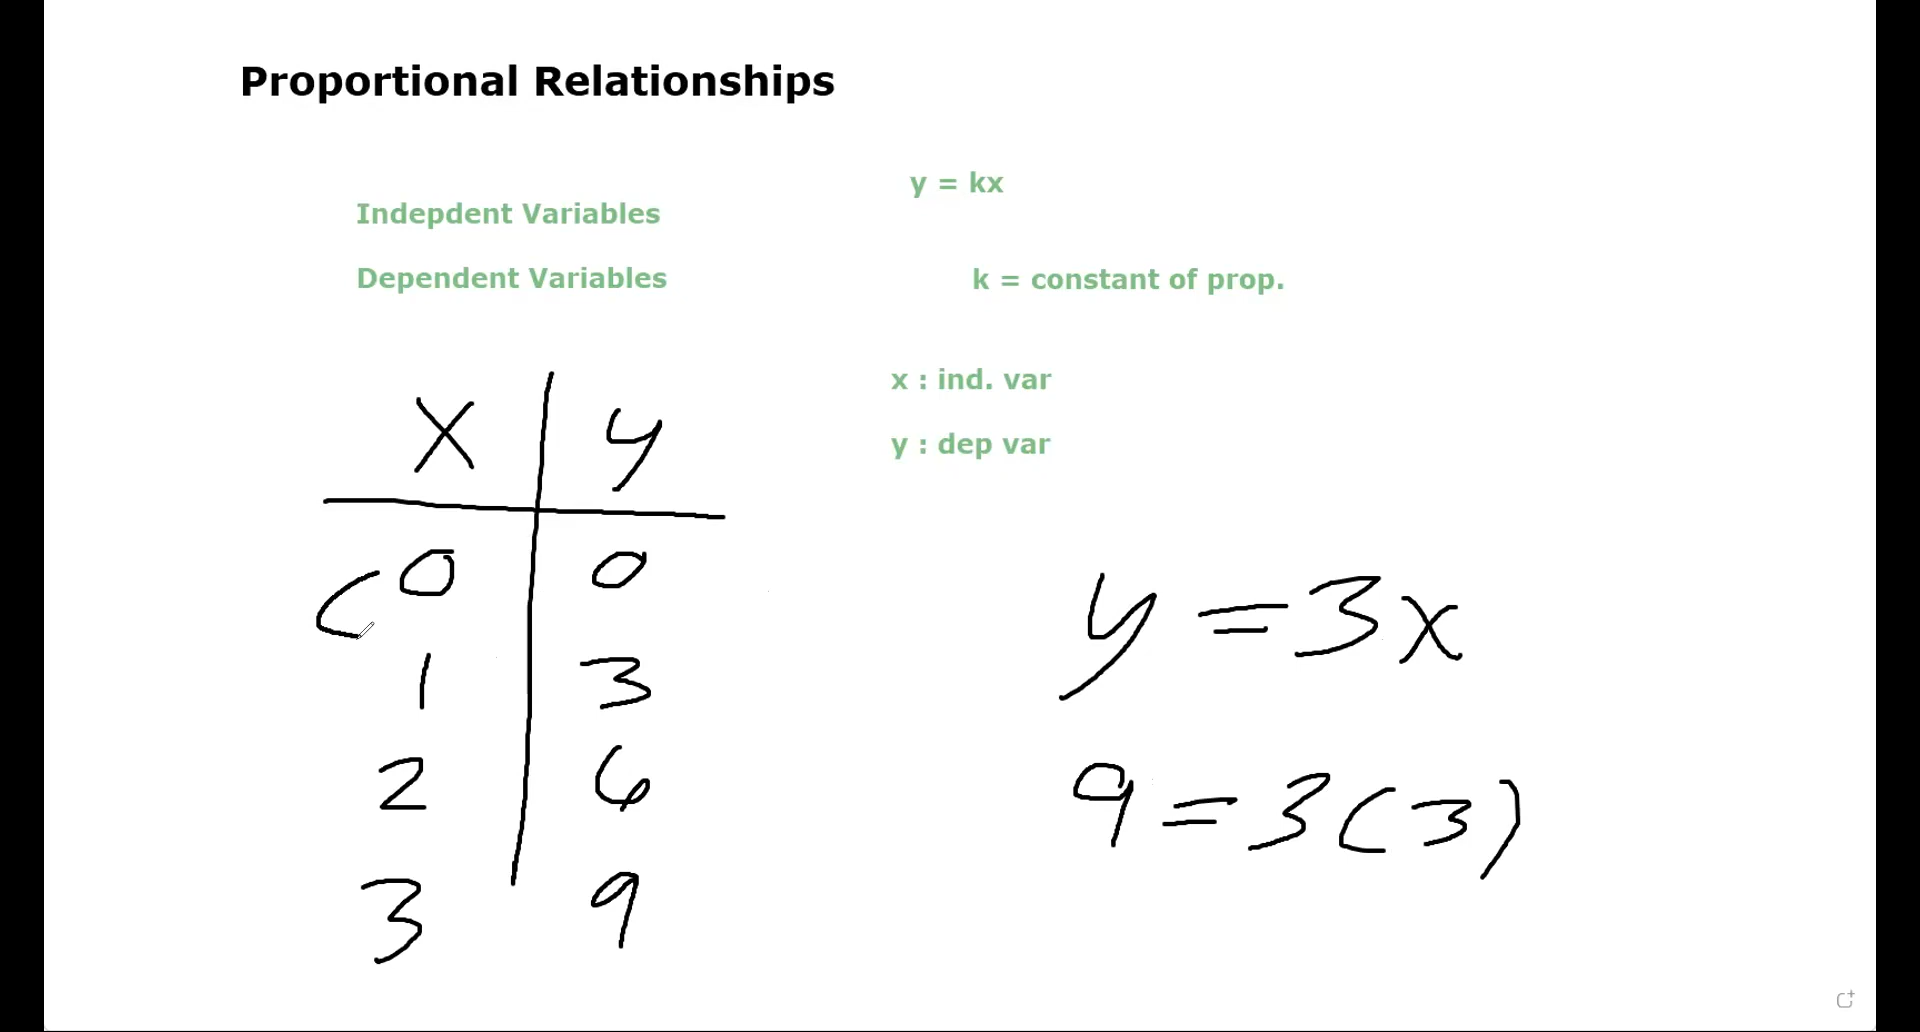 Proportional Relationships
y = kx
Indepdent Variables
Dependent Variables
k = constant of prop.
x : ind. var
y : dep var
x y
0 0
1 3
2 6
3 9
y = 3x
9 = 3(3)